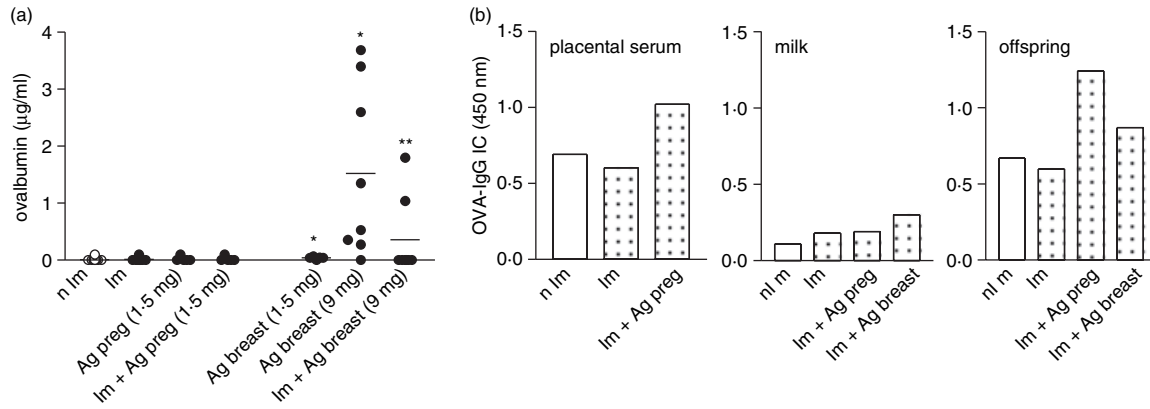 (a)
4
3
2
1
0
ovalbumin (µg/ml)
*
*
**
n Im
Im
Ag preg (1·5 mg)
Im + Ag preg (1·5 mg)
Ag breast (1·5 mg)
Ag breast (9 mg)
Im + Ag breast (9 mg)
(b)
OVA-IgG IC (450 nm)
1·5
1·0
0·5
0·0
placental serum
n Im
Im
Im + Ag preg
1·5
1·0
0·5
0·0
milk
nI m
Im
Im + Ag preg
Im + Ag breast
1·5
1·0
0·5
0·0
offspring
nI m
Im
Im + Ag preg
Im + Ag breast